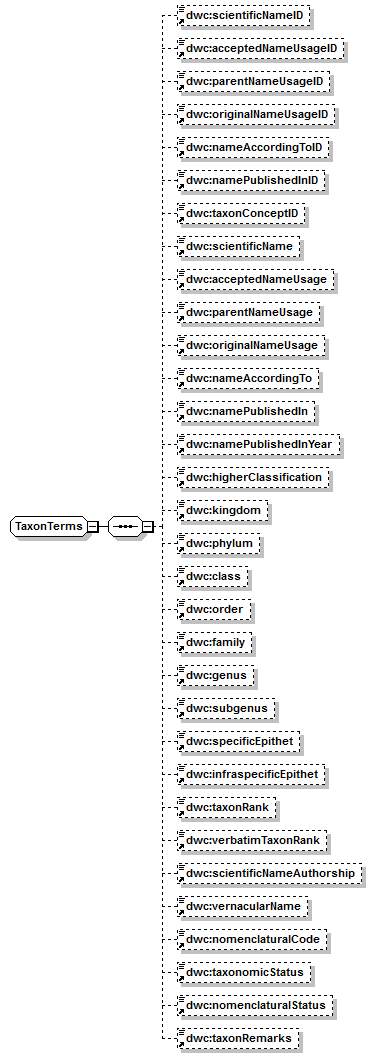 dwc:scientificNameID
dwc:acceptedNameUsageID
dwc:parentNameUsageID
dwc:originalNameUsageID
dwc:nameAccordingToID
dwc:namePublishedInID
dwc:taxonConceptID
dwc:scientificName
dwc:acceptedNameUsage
dwc:parentNameUsage
dwc:originalNameUsage
dwc:nameAccordingTo
dwc:namePublishedIn
dwc:namePublishedInYear
dwc:higherClassification
dwc:kingdom
TaxonTerms
dwc:phylum
dwc:class
dwc:order
dwc:family
dwc:genus
dwc:subgenus
dwc:specificEpithet
dwc:infraspecificEpithet
dwc:taxonRank
dwc:verbatimTaxonRank
dwc:scientificNameAuthorship
dwc:vernacularName
dwc:nomenclaturalCode
dwc:taxonomicStatus
dwc:nomenclaturalStatus
dwc:taxonRemarks